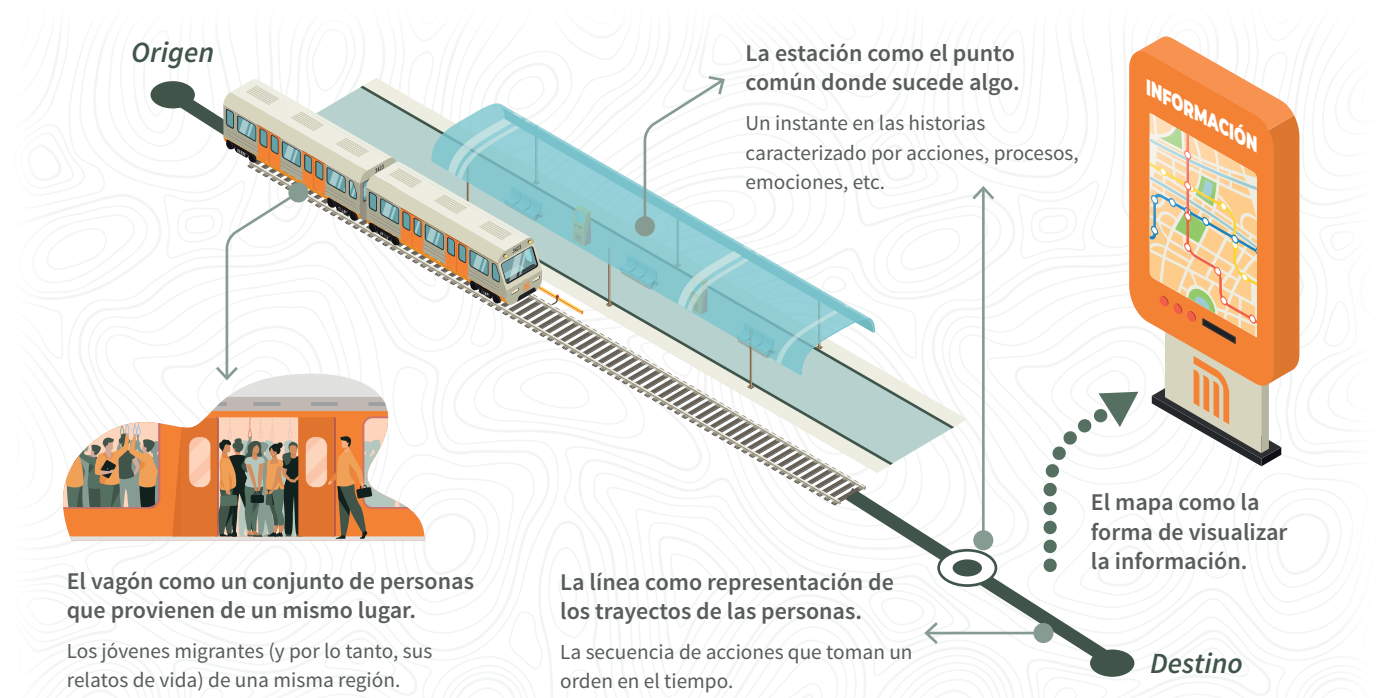 Origen
La estación como el punto
común donde sucede algo.
Un instante en las historias
caracterizado por acciones, procesos,
emociones, etc.
INFORMACIÓN
El mapa como la
forma de visualizar
la información.
El vagón como un conjunto de personas
que provienen de un mismo lugar.
Los jóvenes migrantes (y por lo tanto, sus
relatos de vida) de una misma región.
La línea como representación de
los trayectos de las personas.
La secuencia de acciones que toman un
orden en el tiempo.
Destino